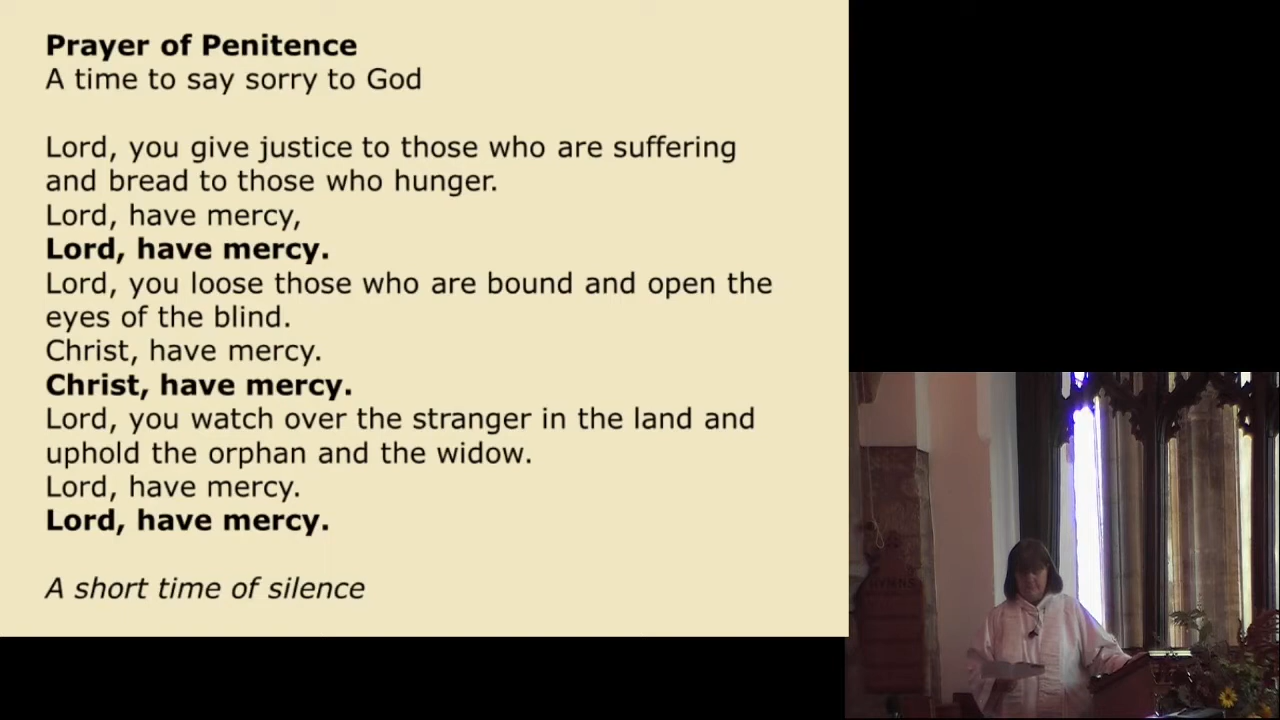 Prayer of Penitence
A time to say sorry to God
Lord, you give justice to those who are suffering
and bread to those who hunger.
Lord, have mercy,
Lord, have mercy.
Lord, you loose those who are bound and open the
eyes of the blind.
Christ, have mercy.
Christ, have mercy.
Lord, you watch over the stranger in the land and
uphold the orphan and the widow.
Lord, have mercy.
Lord, have mercy.
A short time of silence
HYMNS